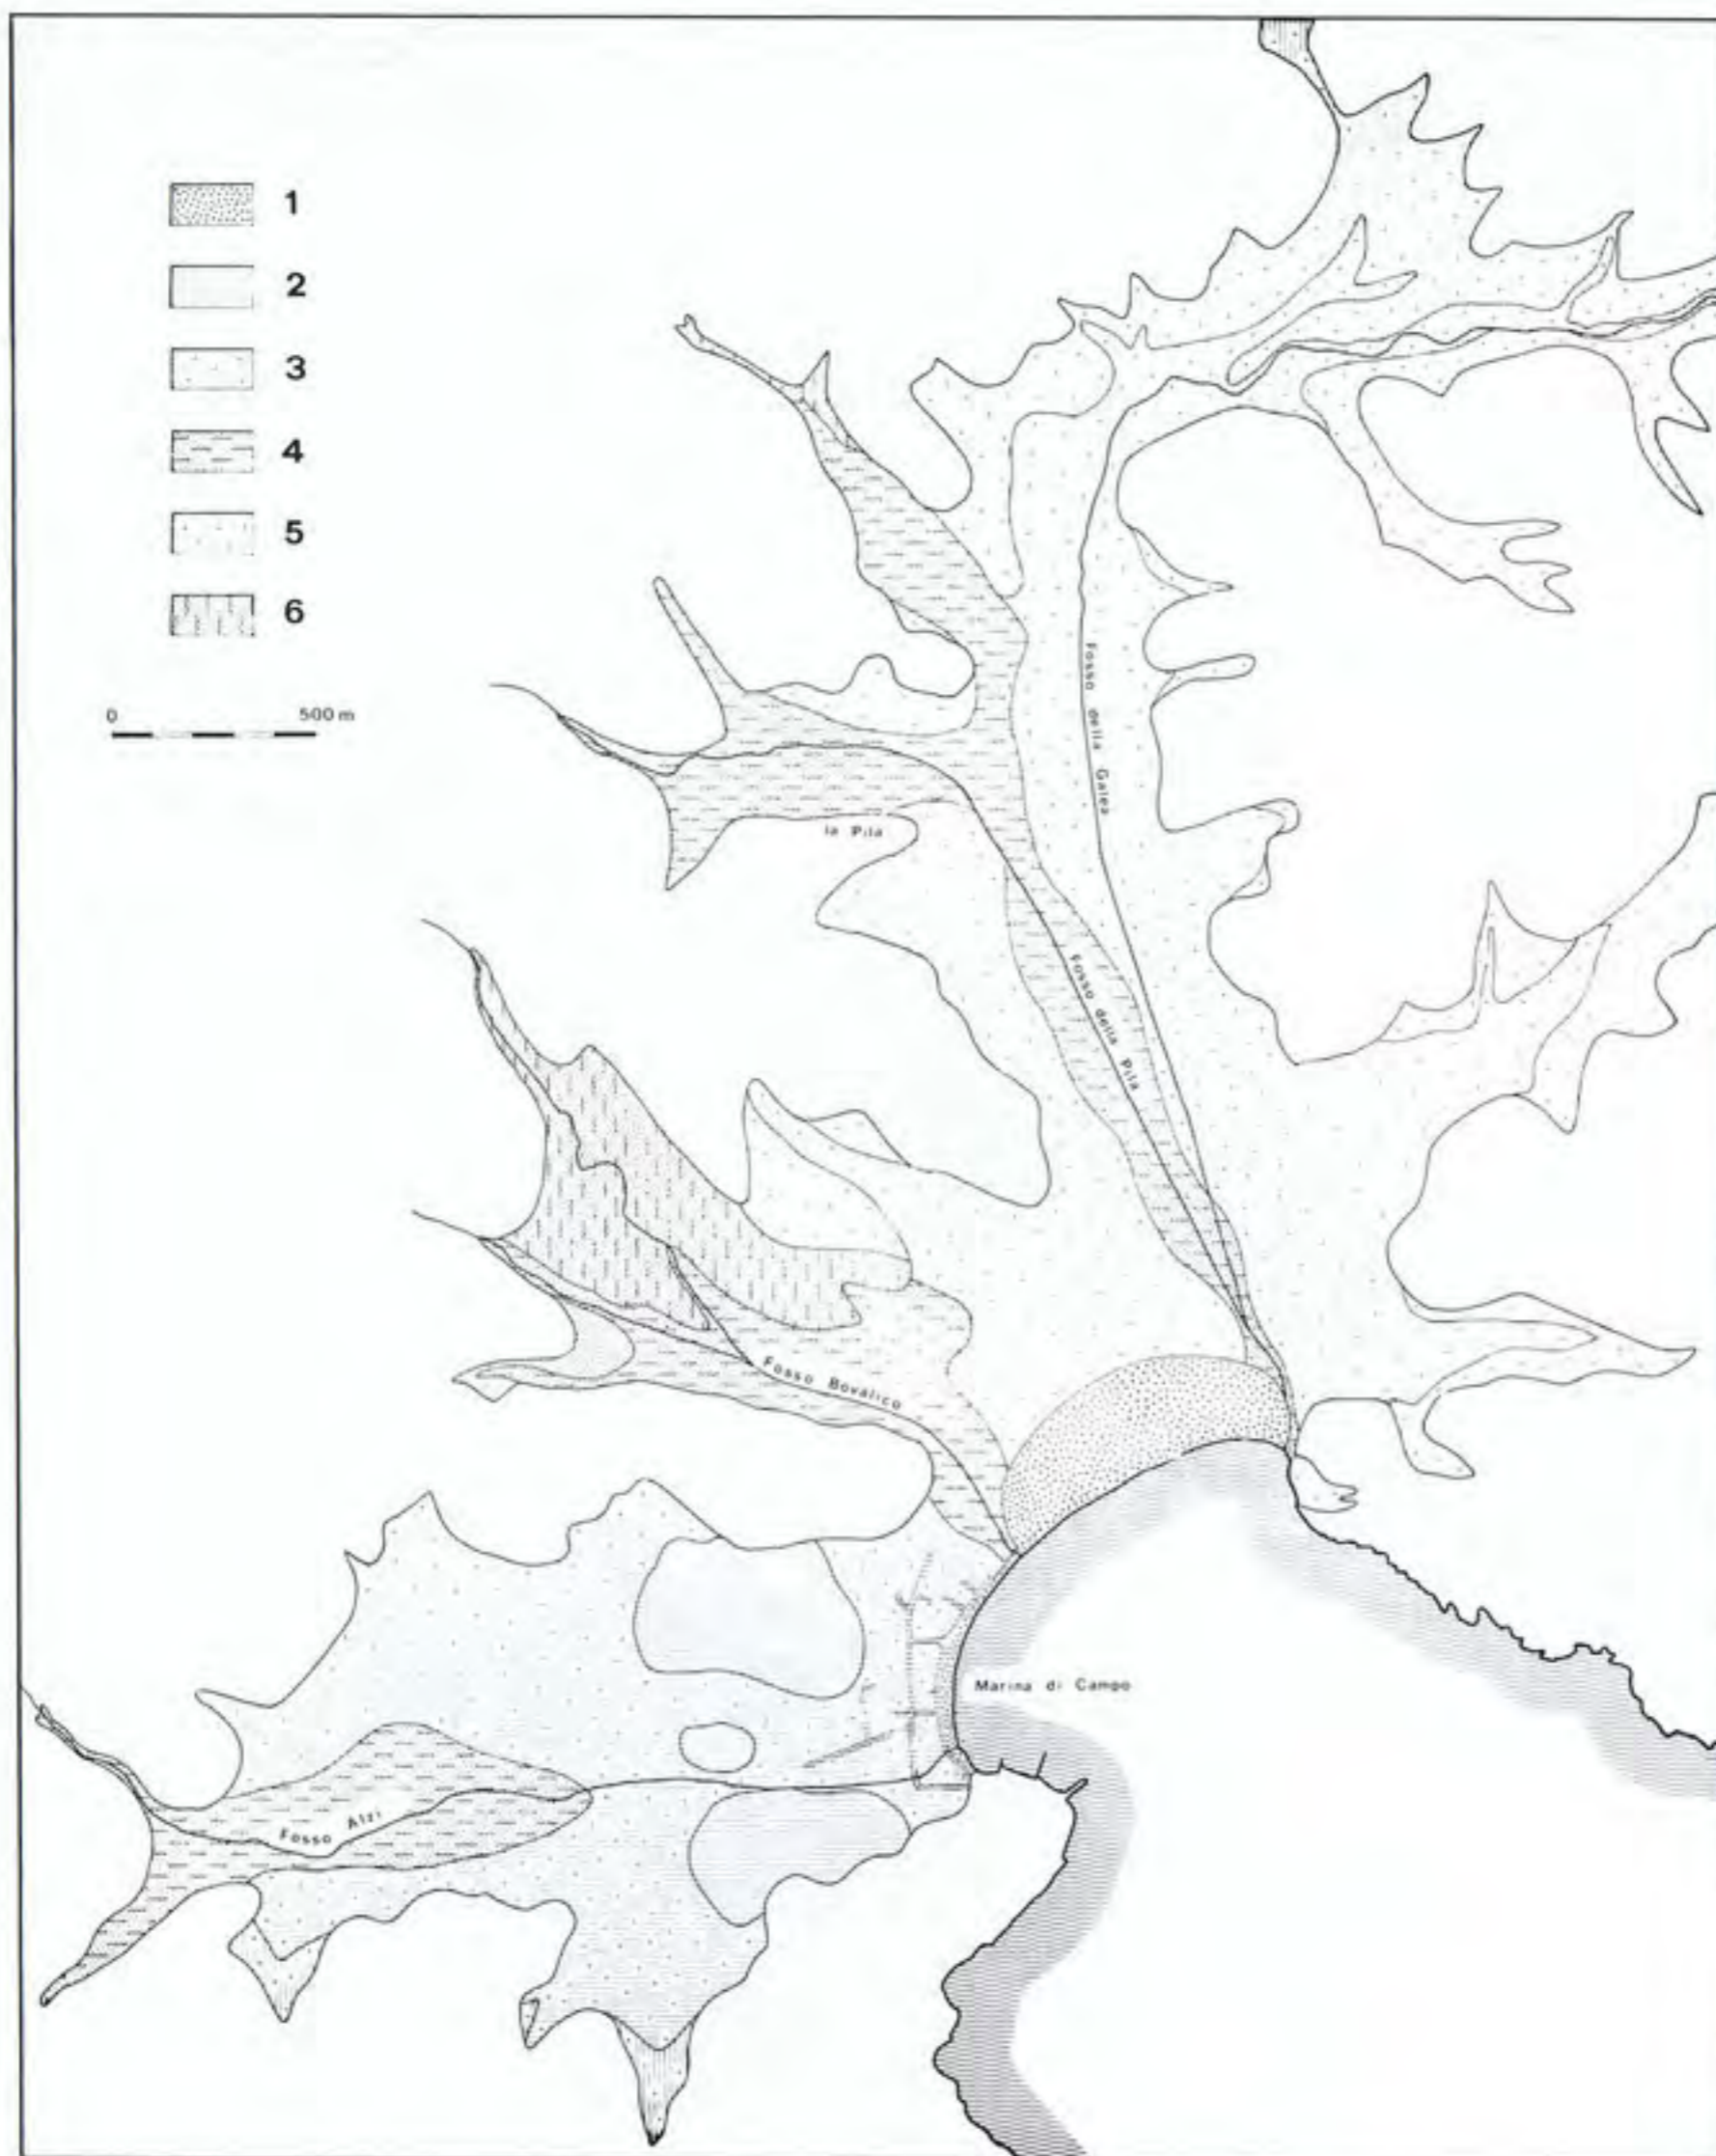 1
2
3
4
5
6
0 500 m
Fosso della Galea
la Pila
Fosso della Pila
Fosso Bovalico
Marina di Campo
Fosso Alzi